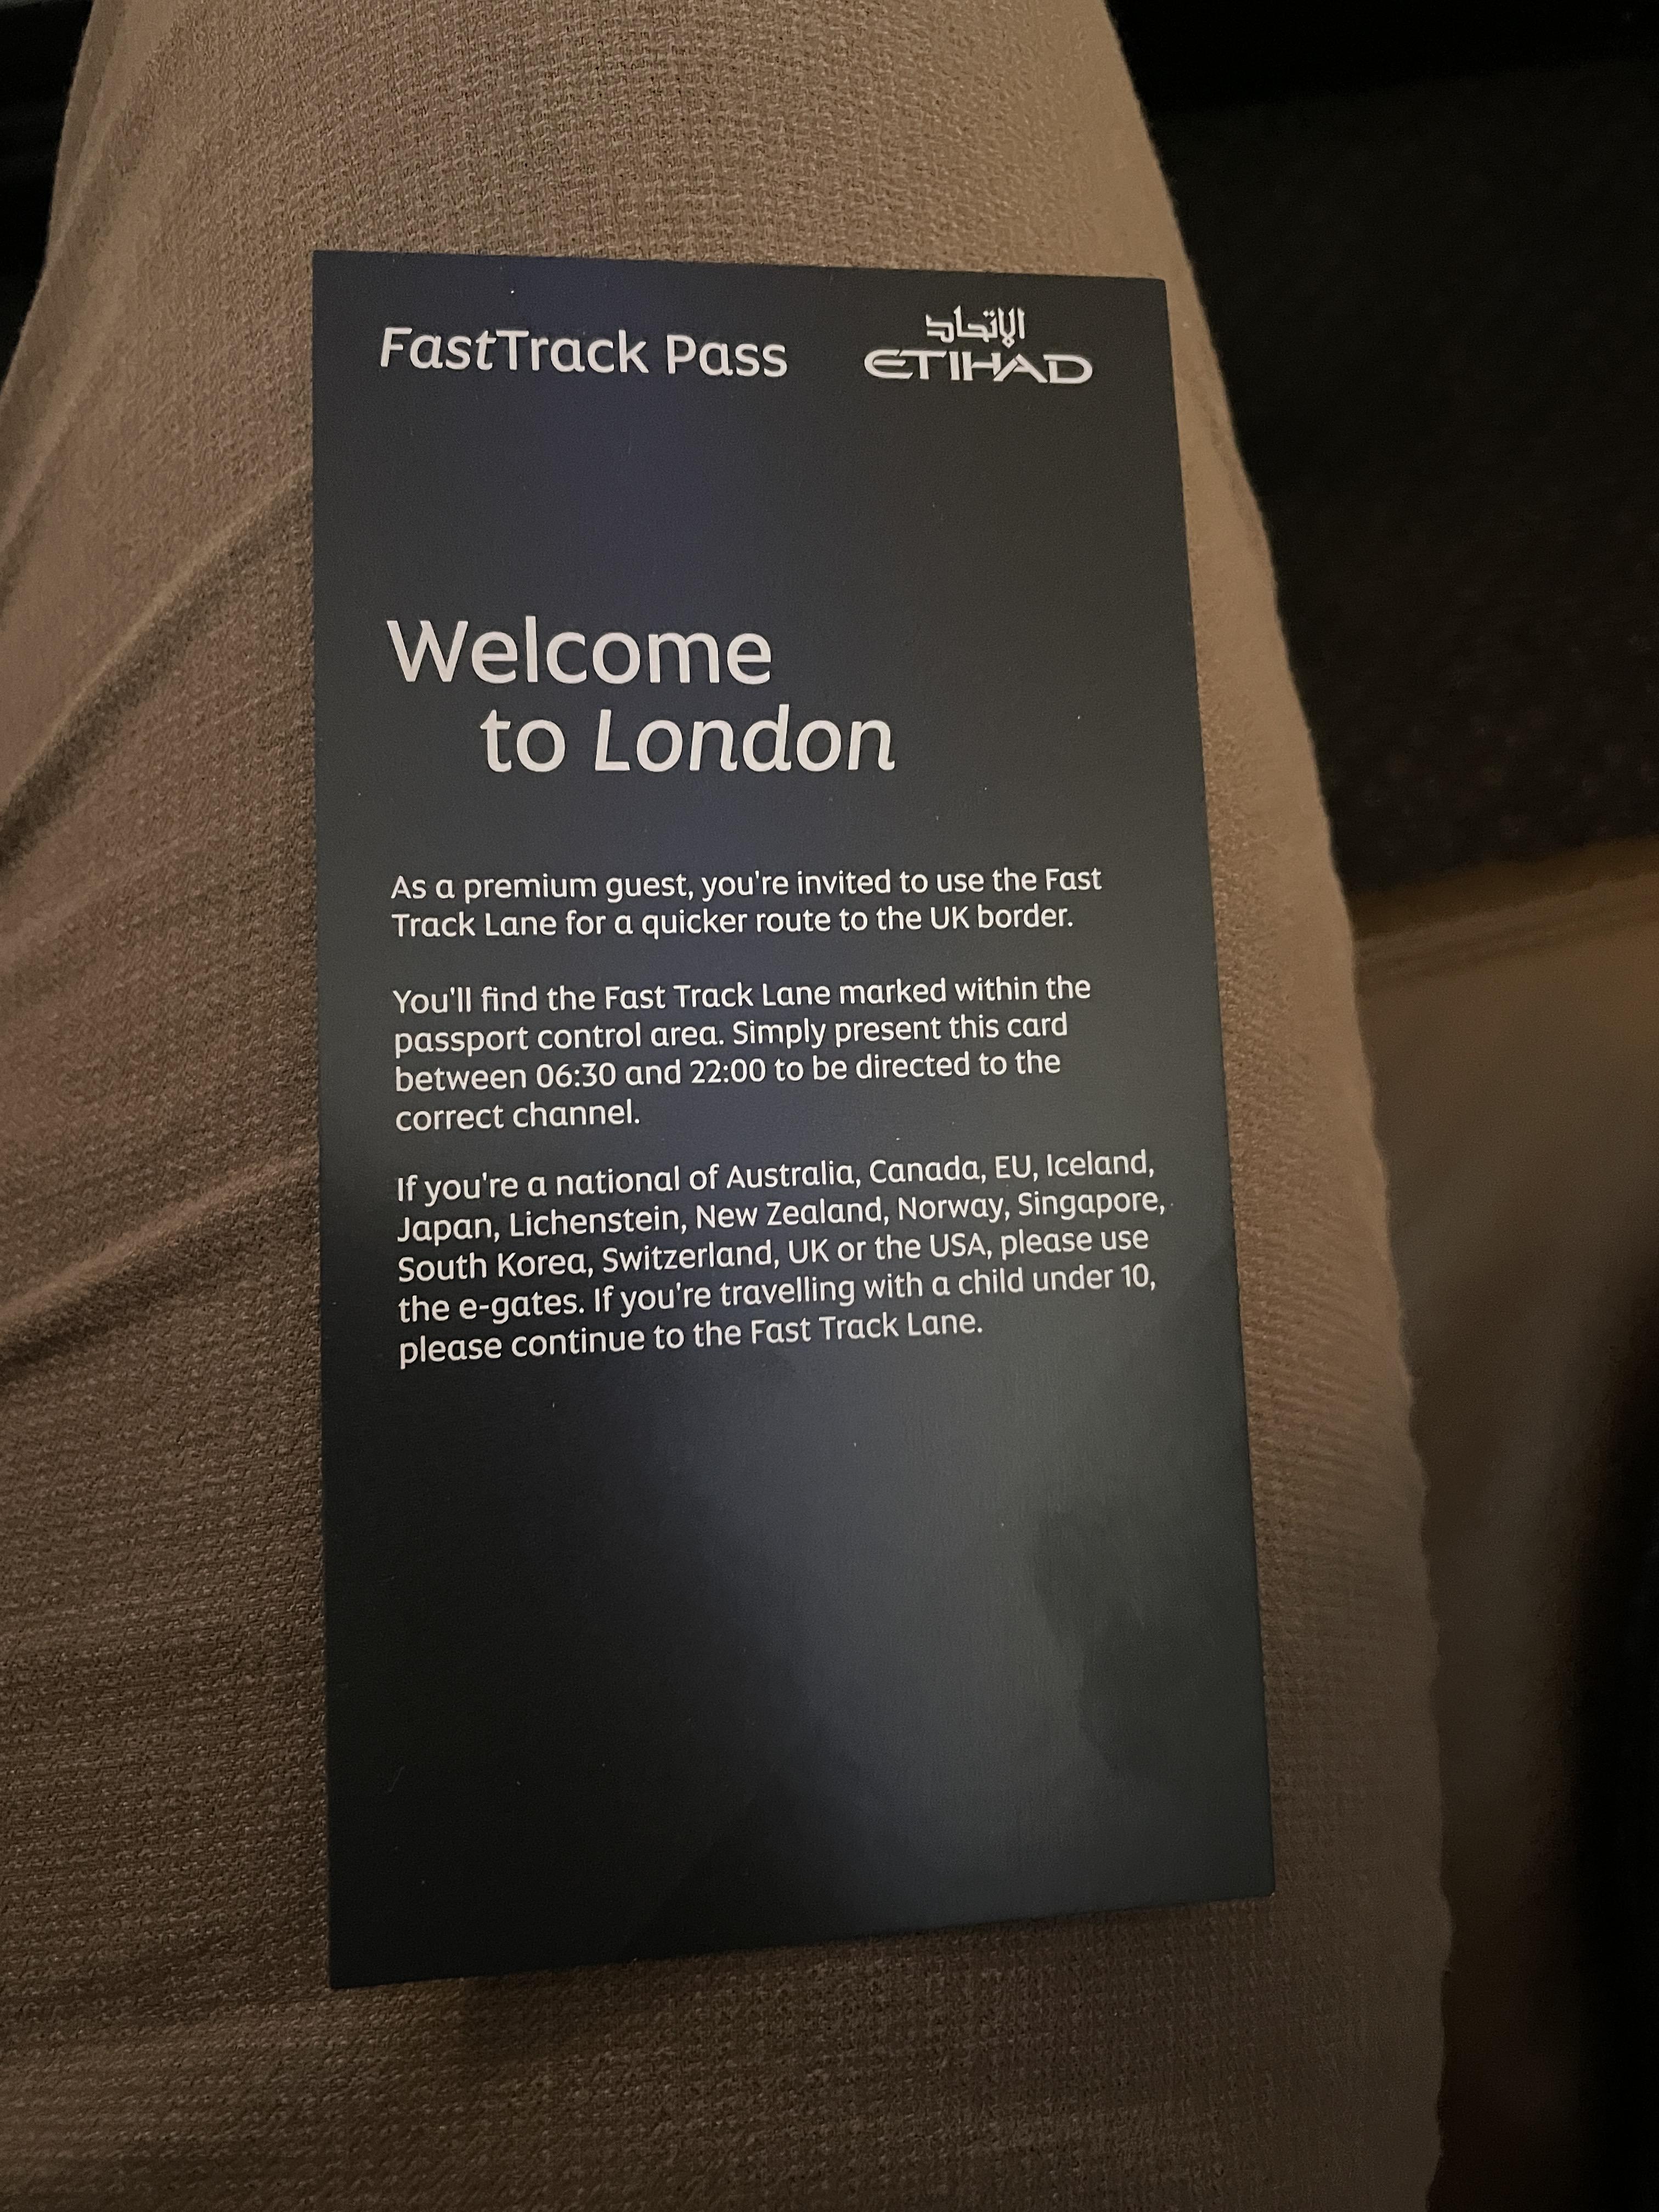 FastTrack Pass
الإتحاد
ETIHAD
Welcome
to London
As a premium guest, you're invited to use the Fast
Track Lane for a quicker route to the UK border.
You'll find the Fast Track Lane marked within the
passport control area. Simply present this card
between 06:30 and 22:00 to be directed to the
correct channel.
If you're a national of Australia, Canada, EU, Iceland,
Japan, Lichenstein, New Zealand, Norway, Singapore,
South Korea, Switzerland, UK or the USA, please use
the e-gates. If you're travelling with a child under 10,
please continue to the Fast Track Lane.